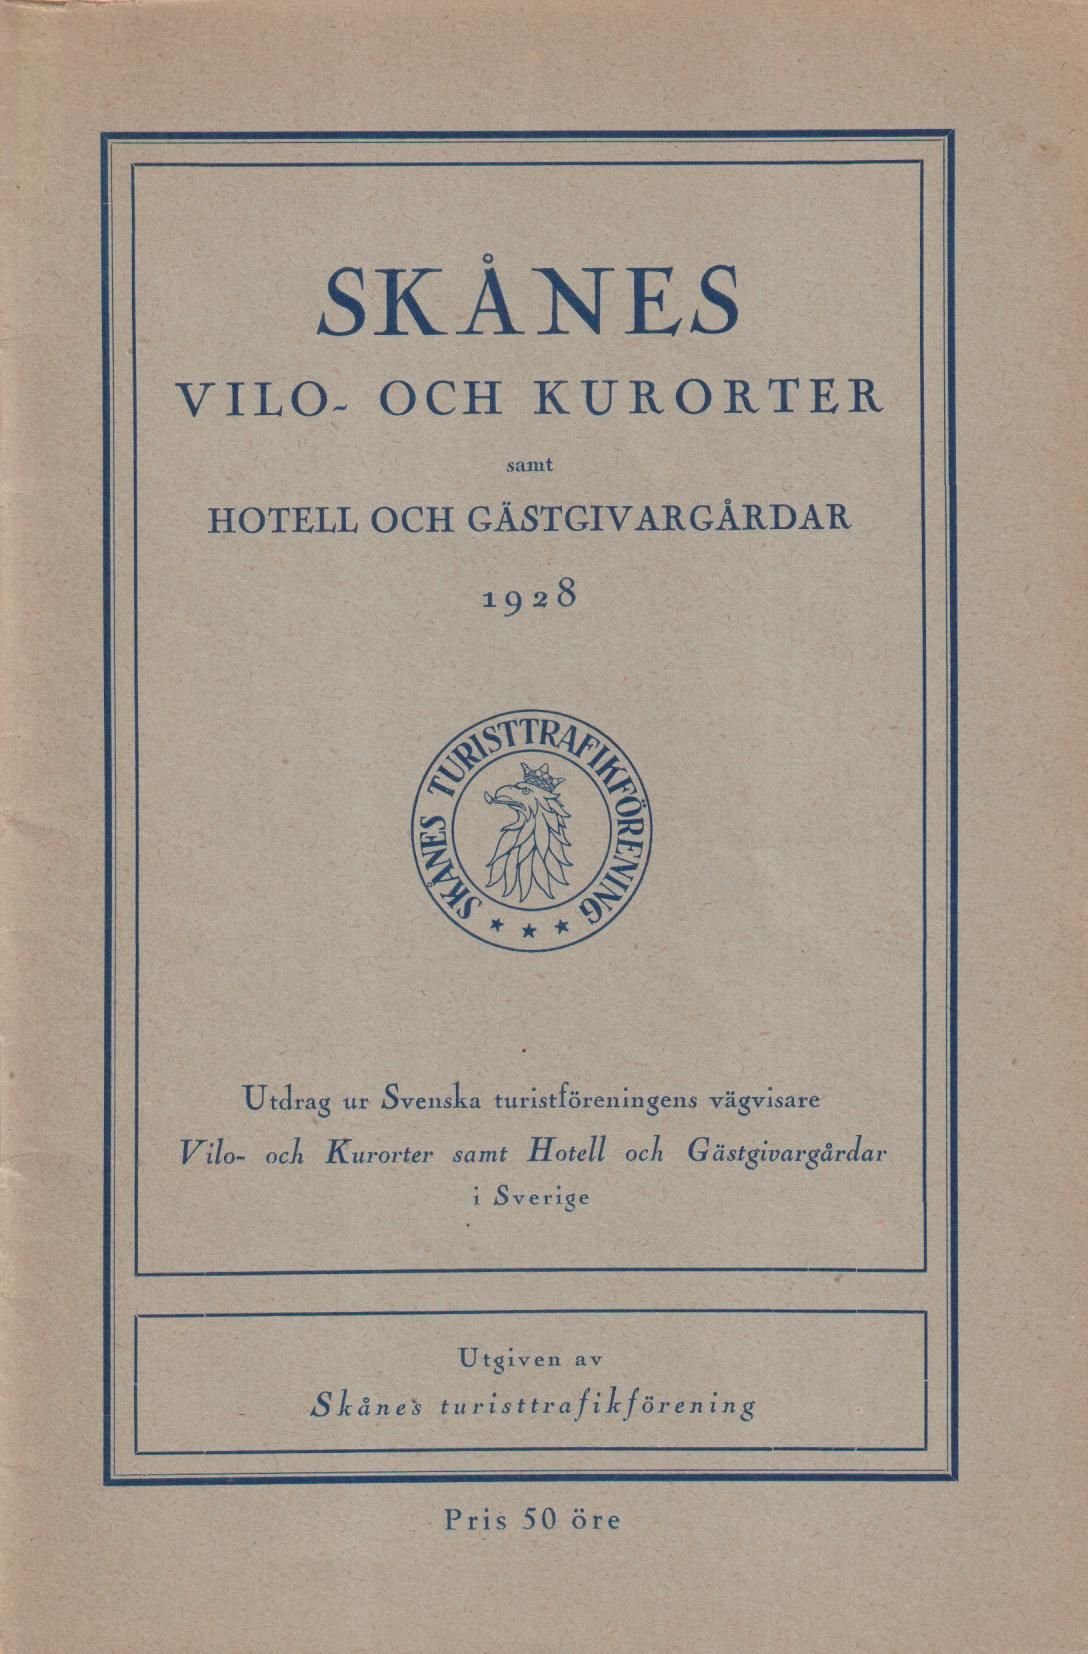 SKÅNES
VILO- OCH KURORTER
samt
HOTELL OCH GÄSTGIVARGÅRDAR
1928
SKÅNES TURISTTRAFIKFÖRENING
Utdrag ur Svenska turistföreningens vägvisare
Vilo- och Kurorter samt Hotell och Gästgivargårdar
i Sverige
Utgiven av
Skånes turisttrafikförening
Pris 50 öre